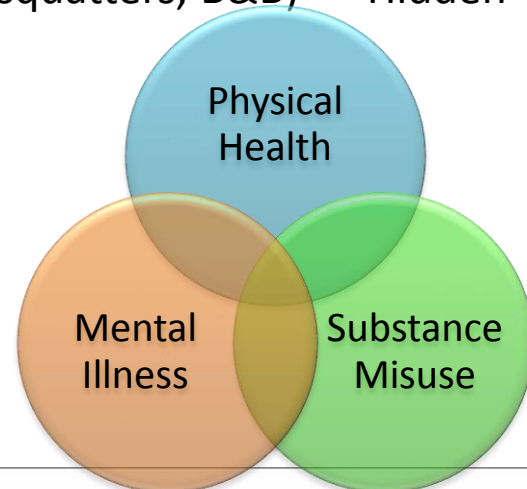 squatters, B&B Hidden
Physical
Health
Mental
Illness
Substance
Misuse